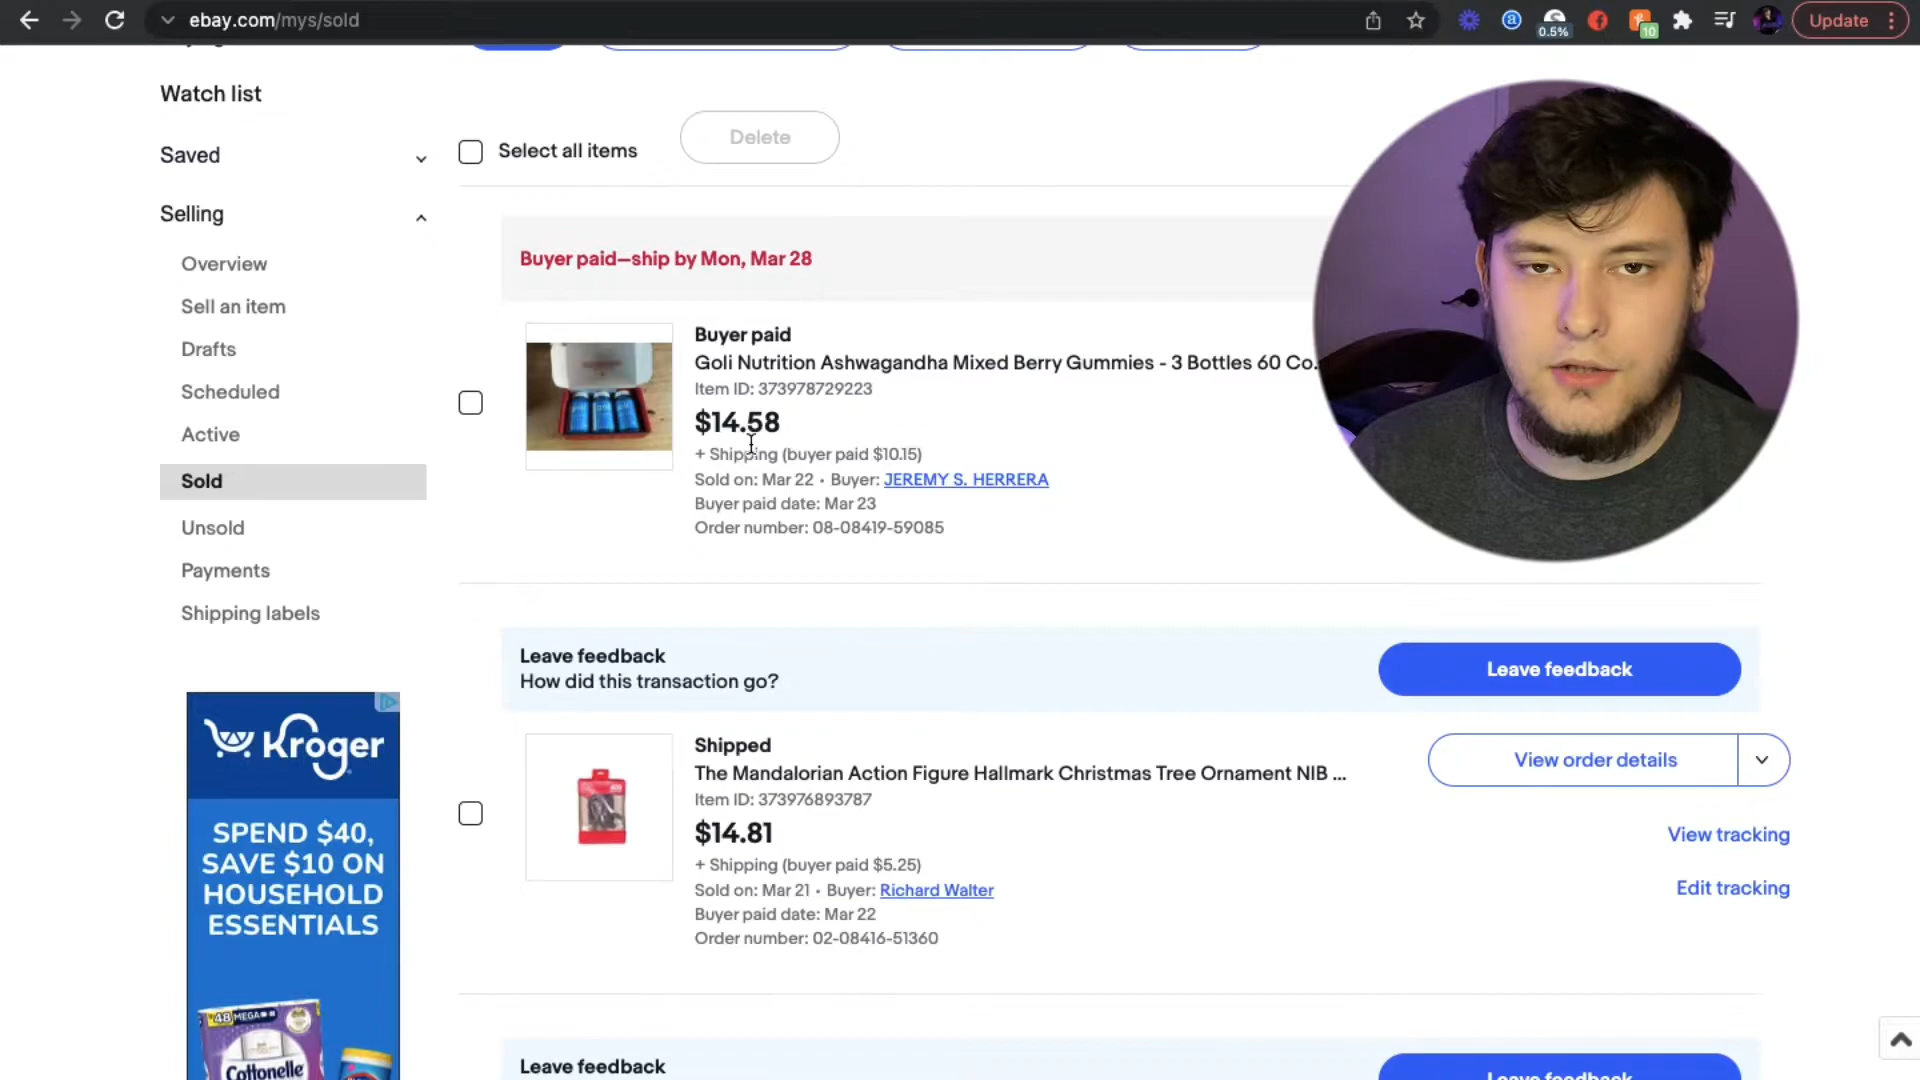 ebay.com/mys/sold
0.5%
10
Update
Watch list
Saved
Selling
Overview
Sell an item
Drafts
Scheduled
Active
Sold
Unsold
Payments
Shipping labels
Select all items
Delete
Buyer paid—ship by Mon, Mar 28
Buyer paid
Goli Nutrition Ashwagandha Mixed Berry Gummies - 3 Bottles 60 Co...
Item ID: 373978729223
$14.58
+ Shipping (buyer paid $10.15)
Sold on: Mar 22 • Buyer: JEREMY S. HERRERA
Buyer paid date: Mar 23
Order number: 08-08419-59085
Leave feedback
How did this transaction go?
Leave feedback
Shipped
The Mandalorian Action Figure Hallmark Christmas Tree Ornament NIB ...
Item ID: 373976893787
$14.81
+ Shipping (buyer paid $5.25)
Sold on: Mar 21 • Buyer: Richard Walter
Buyer paid date: Mar 22
Order number: 02-08416-51360
View order details
View tracking
Edit tracking
Leave feedback
Leave feedback
Kroger
SPEND $40,
SAVE $10 ON
HOUSEHOLD
ESSENTIALS
48 MEGA
Cottonelle